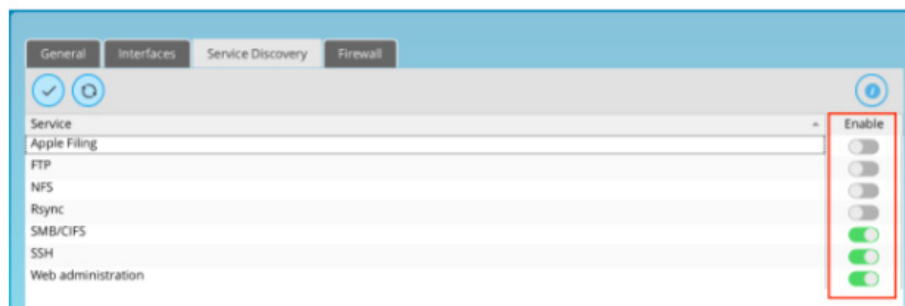 General Interfaces Service Discovery Firewall
Service Enable
Apple Filing
FTP
NFS
Rsync
SMB/CIFS
SSH
Web administration